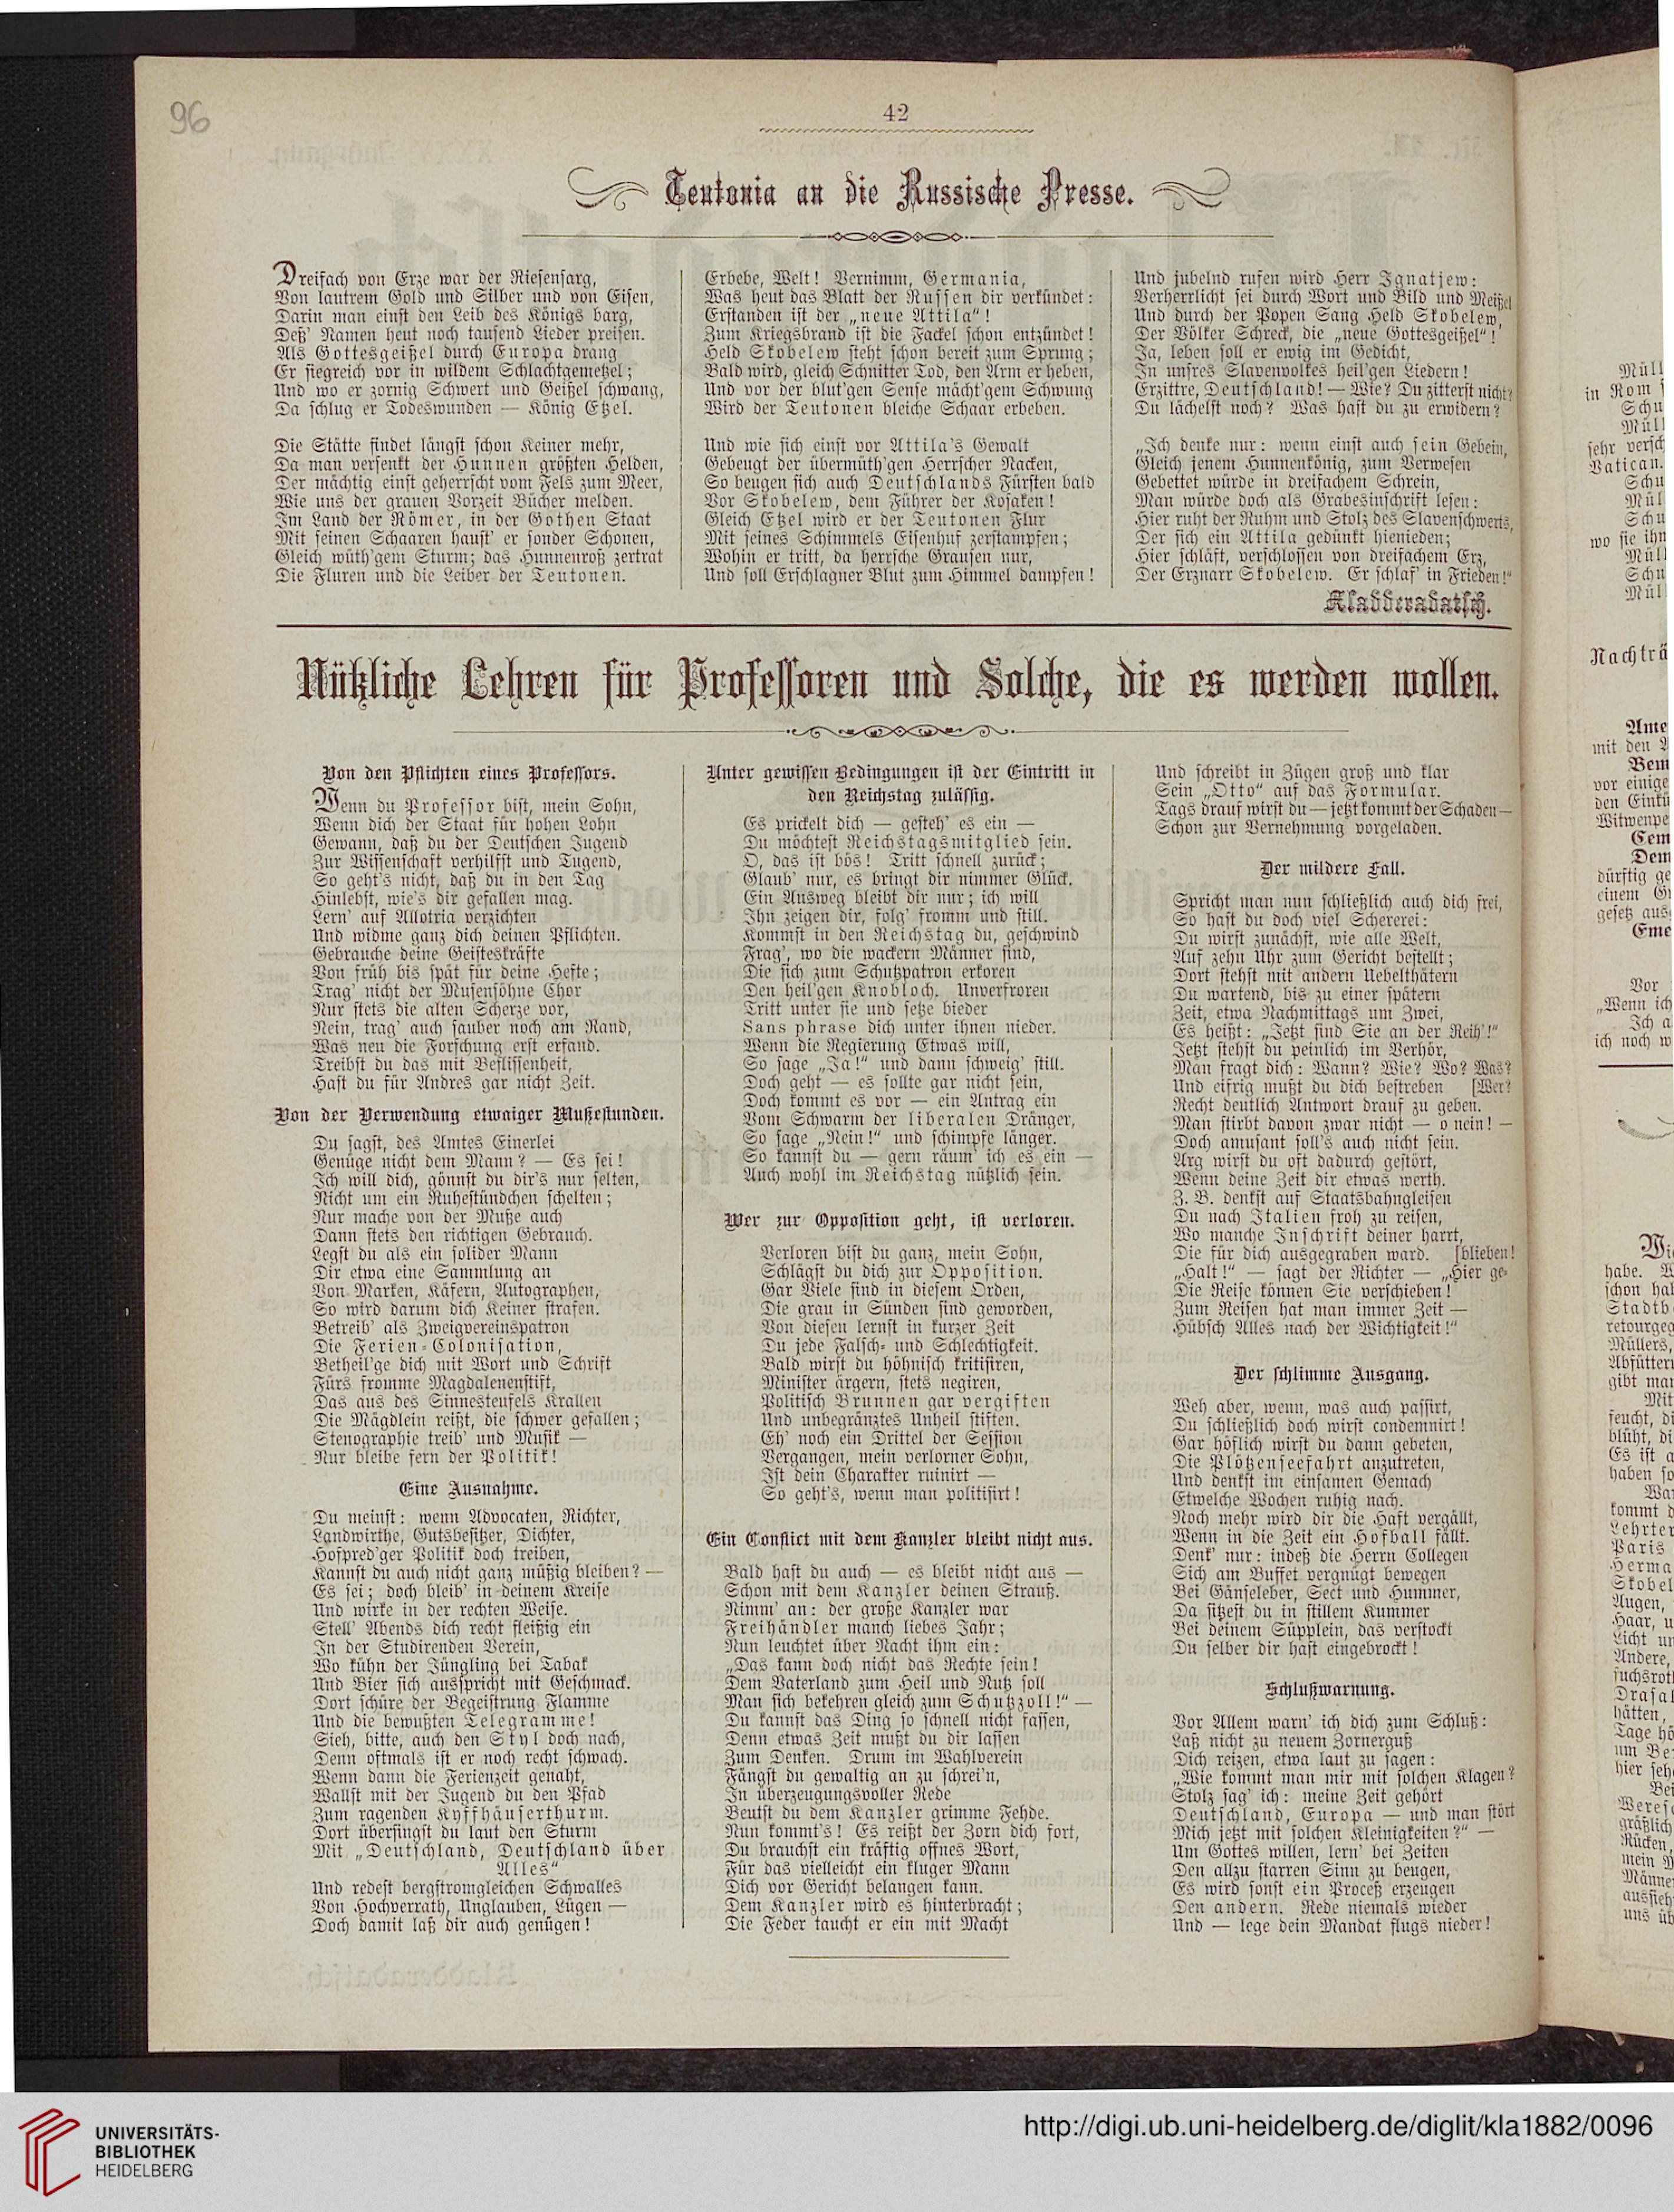 96
42
Teutonia an die Russische Presse.
Dreifach von Erze war der Riesensarg,
Von lautrem Gold und Silber und von Eisen,
Darin man einst den Leib des Königs barg,
Deß' Namen heut noch tausend Lieder preisen.
Als Gottesgeißel durch Europa drang
Er siegreich vor in wildem Schlachtgemetzel;
Und wo er zornig Schwert und Geißel schwang,
Da schlug er Todeswunden — König Etzel.
Die Stätte findet längst schon Keiner mehr,
Da man versenkt der Hunnen größten Helden,
Der mächtig einst geherrscht vom Fels zum Meer,
Wie uns der grauen Vorzeit Bücher melden.
Im Land der Römer, in der Gothen Staat
Mit seinen Schaaren haust' er sonder Schonen,
Gleich wüth'gem Sturm; das Hunnenroß zertrat
Die Fluren und die Leiber der Teutonen.
Erbebe, Welt! Vernimm, Germania,
Was heut das Blatt der Russen dir verkündet:
Erstanden ist der „neue Attila"!
Zum Kriegsbrand ist die Fackel schon entzündet!
Held Skobelew steht schon bereit zum Sprung;
Bald wird, gleich Schnitter Tod, den Arm er heben,
Und vor der blut'gen Sense mächt'gem Schwung
Wird der Teutonen bleiche Schaar erbeben.
Und wie sich einst vor Attila's Gewalt
Gebeugt der übermüth'gen Herrscher Nacken,
So beugen sich auch Deutschlands Fürsten bald
Vor Skobelew, dem Führer der Kosaken!
Gleich Etzel wird er der Teutonen Flur
Mit seines Schimmels Eisenhuf zerstampfen;
Wohin er tritt, da herrsche Grausen nur,
Und soll Erschlagner Blut zum Himmel dampfen!
Und jubelnd rufen wird Herr Ignatjew:
Verherrlicht sei durch Wort und Bild und Meißel
Und durch der Popen Sang Held Skobelew,
Der Völker Schreck, die „neue Gottesgeißel"!
Ja, leben soll er ewig im Gedicht,
In unsres Slavenvolkes heil'gen Liedern!
Erzittre, Deutschland! — Wie? Du zitterst nicht?
Du lächelst noch? Was hast du zu erwidern?
„Ich denke nur: wenn einst auch sein Gebein,
Gleich jenem Hunnenkönig, zum Verwesen
Gebettet würde in dreifachem Schrein,
Man würde doch als Grabesinschrift lesen:
Hier ruht der Ruhm und Stolz des Slavenschwerts,
Der sich ein Attila gedünkt hienieden;
Hier schläft, verschlossen von dreifachem Erz,
Der Erznarr Skobelew. Er schlaf' in Frieden!"
Kladderadatsch.
Nützliche Lehren für Professoren und Solche, die es werden wollen.
Von den Pflichten eines Professors.
Wenn du Professor bist, mein Sohn,
Wenn dich der Staat für hohen Lohn
Gewann, daß du der Deutschen Jugend
Zur Wissenschaft verhilfst und Tugend,
So geht's nicht, daß du in den Tag
Hinlebst, wie's dir gefallen mag.
Lern' auf Allotria verzichten
Und widme ganz dich deinen Pflichten.
Gebrauche deine Geisteskräfte
Von früh bis spät für deine Hefte;
Trag' nicht der Musensöhne Chor
Nur stets die alten Scherze vor,
Nein, trag' auch sauber noch am Rand,
Was neu die Forschung erst erfand.
Treibst du das mit Beflissenheit,
Hast du für Andres gar nicht Zeit.
Von der Verwendung etwaiger Mußestunden.
Du sagst, des Amtes Einerlei
Genüge nicht dem Mann? — Es sei!
Ich will dich, gönnst du dir's nur selten,
Nicht um ein Ruhestündchen schelten;
Nur mache von der Muße auch
Dann stets den richtigen Gebrauch.
Legst du als ein solider Mann
Dir etwa eine Sammlung an
Von Marken, Käfern, Autographen,
So wird darum dich Keiner strafen.
Betreib' als Zweigvereinspatron
Die Ferien-Colonisation,
Betheil'ge dich mit Wort und Schrift
Fürs fromme Magdalenenstift,
Das aus des Sinnesteufels Krallen
Die Mägdlein reißt, die schwer gefallen;
Stenographie treib' und Musik —
Nur bleibe fern der Politik!
Eine Ausnahme.
Du meinst: wenn Advocaten, Richter,
Landwirthe, Gutsbesitzer, Dichter,
Hofpred'ger Politik doch treiben,
Kannst du auch nicht ganz müßig bleiben? —
Es sei; doch bleib' in deinem Kreise
Und wirke in der rechten Weise.
Stell' Abends dich recht fleißig ein
In der Studirenden Verein,
Wo kühn der Jüngling bei Tabak
Und Bier sich ausspricht mit Geschmack.
Dort schüre der Begeistrung Flamme
Und die bewußten Telegramme!
Sieh, bitte, auch den Styl doch nach,
Denn oftmals ist er noch recht schwach.
Wenn dann die Ferienzeit genaht,
Wallst mit der Jugend du den Pfad
Zum ragenden Kyffhäuserthurm.
Dort übersingst du laut den Sturm
Mit „Deutschland, Deutschland über
Alles"
Und redest bergstromgleichen Schwalles
Von Hochverrath, Unglauben, Lügen —
Doch damit laß dir auch genügen!
Unter gewissen Bedingungen ist der Eintritt in
den Reichstag zulässig.
Es prickelt dich — gesteh' es ein —
Du möchtest Reichstagsmitglied sein.
O, das ist bös! Tritt schnell zurück;
Glaub' nur, es bringt dir nimmer Glück.
Ein Ausweg bleibt dir nur; ich will
Ihn zeigen dir, folg' fromm und still.
Kommst in den Reichstag du, geschwind
Frag', wo die wackern Männer sind,
Die sich zum Schutzpatron erkoren
Den heil'gen Knobloch. Unverfroren
Tritt unter sie und setze bieder
Sans phrase dich unter ihnen nieder.
Wenn die Regierung Etwas will,
So sage „Ja!" und dann schweig' still.
Doch geht — es sollte gar nicht sein,
Doch kommt es vor — ein Antrag ein
Vom Schwarm der liberalen Dränger,
So sage „Nein!" und schimpfe länger.
So kannst du — gern räum' ich es ein —
Auch wohl im Reichstag nützlich sein.
Wer zur Opposition geht, ist verloren.
Verloren bist du ganz, mein Sohn,
Schlägst du dich zur Opposition.
Gar Viele sind in diesem Orden,
Die grau in Sünden sind geworden,
Von diesen lernst in kurzer Zeit
Du jede Falsch- und Schlechtigkeit.
Bald wirst du höhnisch kritisiren,
Minister ärgern, stets negiren,
Politisch Brunnen gar vergiften
Und unbegränztes Unheil stiften.
Eh' noch ein Drittel der Session
Vergangen, mein verlorner Sohn,
Ist dein Charakter ruinirt —
So geht's, wenn man politisirt!
Ein Conflict mit dem Kanzler bleibt nicht aus.
Bald hast du auch — es bleibt nicht aus —
Schon mit dem Kanzler deinen Strauß.
Nimm' an: der große Kanzler war
Freihändler manch liebes Jahr;
Nun leuchtet über Nacht ihm ein:
„Das kann doch nicht das Rechte sein!
Dem Vaterland zum Heil und Nutz soll
Man sich bekehren gleich zum Schutzzoll!" —
Du kannst das Ding so schnell nicht fassen,
Denn etwas Zeit mußt du dir lassen
Zum Denken. Drum im Wahlverein
Fängst du gewaltig an zu schrei'n,
In überzeugungsvoller Rede
Beutst du dem Kanzler grimme Fehde.
Nun kommt's! Es reißt der Zorn dich fort,
Du brauchst ein kräftig offnes Wort,
Für das vielleicht ein kluger Mann
Dich vor Gericht belangen kann.
Dem Kanzler wird es hinterbracht;
Die Feder taucht er ein mit Macht
Und schreibt in Zügen groß und klar
Sein „Otto" auf das Formular.
Tags drauf wirst du — jetzt kommt der Schaden —
Schon zur Vernehmung vorgeladen.
Der mildere Fall.
Spricht man nun schließlich auch dich frei,
So hast du doch viel Schererei:
Du wirst zunächst, wie alle Welt,
Auf zehn Uhr zum Gericht bestellt;
Dort stehst mit andern Uebelthätern
Du wartend, bis zu einer spätern
Zeit, etwa Nachmittags um Zwei,
Es heißt: „Jetzt sind Sie an der Reih'!"
Jetzt stehst du peinlich im Verhör,
Man fragt dich: Wann? Wie? Wo? Was?
Und eifrig mußt du dich bestreben [Wer?
Recht deutlich Antwort drauf zu geben.
Man stirbt davon zwar nicht — o nein! —
Doch amusant soll's auch nicht sein.
Arg wirst du oft dadurch gestört,
Wenn deine Zeit dir etwas werth.
Z. B. denkst auf Staatsbahngleisen
Du nach Italien froh zu reisen,
Wo manche Inschrift deiner harrt,
Die für dich ausgegraben ward. [blieben!
„Halt!" — sagt der Richter — „Hier ge-
Die Reise können Sie verschieben!
Zum Reisen hat man immer Zeit —
Hübsch Alles nach der Wichtigkeit!"
Der schlimme Ausgang.
Weh aber, wenn, was auch passirt,
Du schließlich doch wirst condemnirt!
Gar höflich wirst du dann gebeten,
Die Plötzenseefahrt anzutreten,
Und denkst im einsamen Gemach
Etwelche Wochen ruhig nach.
Noch mehr wird dir die Haft vergällt,
Wenn in die Zeit ein Hofball fällt.
Denk' nur: indeß die Herrn Collegen
Sich am Buffet vergnügt bewegen
Bei Gänseleber, Sect und Hummer,
Da sitzest du in stillem Kummer
Bei deinem Süpplein, das verstockt
Du selber dir hast eingebrockt!
Schlußwarnung.
Vor Allem warn' ich dich zum Schluß:
Laß nicht zu neuem Zornerguß
Dich reizen, etwa laut zu sagen:
„Wie kommt man mir mit solchen Klagen?
Stolz sag' ich: meine Zeit gehört
Deutschland, Europa — und man stört
Mich jetzt mit solchen Kleinigkeiten?" —
Um Gottes willen, lern' bei Zeiten
Den allzu starren Sinn zu beugen,
Es wird sonst ein Proceß erzeugen
Den andern. Rede niemals wieder
Und — lege dein Mandat flugs nieder!
UNIVERSITÄTS-
BIBLIOTHEK
HEIDELBERG
http://digi.ub.uni-heidelberg.de/diglit/kla1882/0096